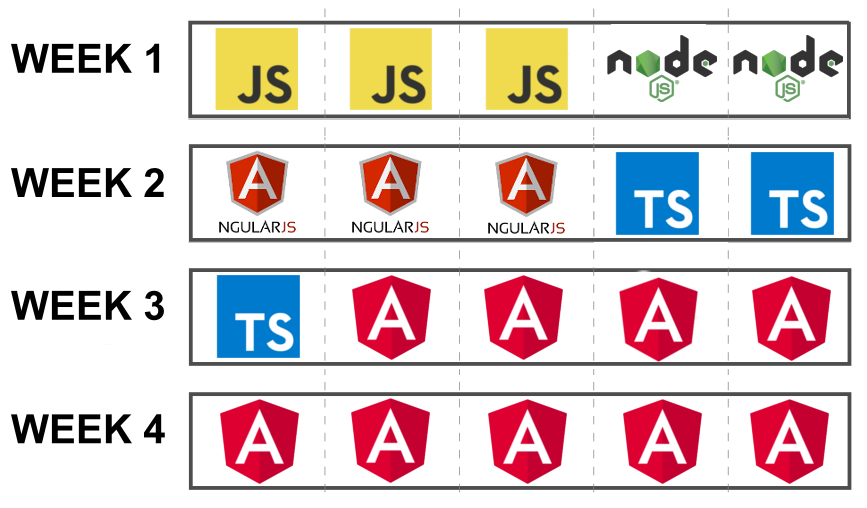 WEEK 1
JS JS JS node JS ® node JS ®
WEEK 2
A A A TS TS
NGULARJS NGULARJS NGULARJS
WEEK 3
TS A A A A
WEEK 4
A A A A A